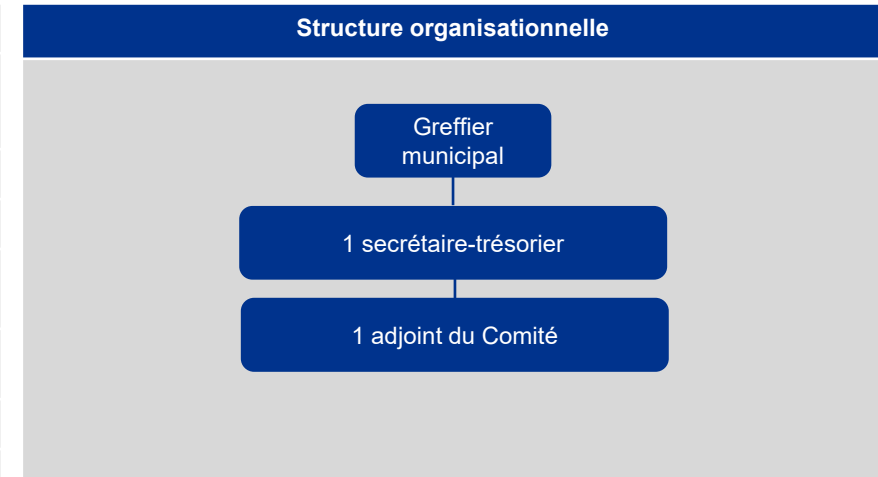 Structure organisationnelle
Greffier
municipal
1 secrétaire-trésorier
1 adjoint du Comité